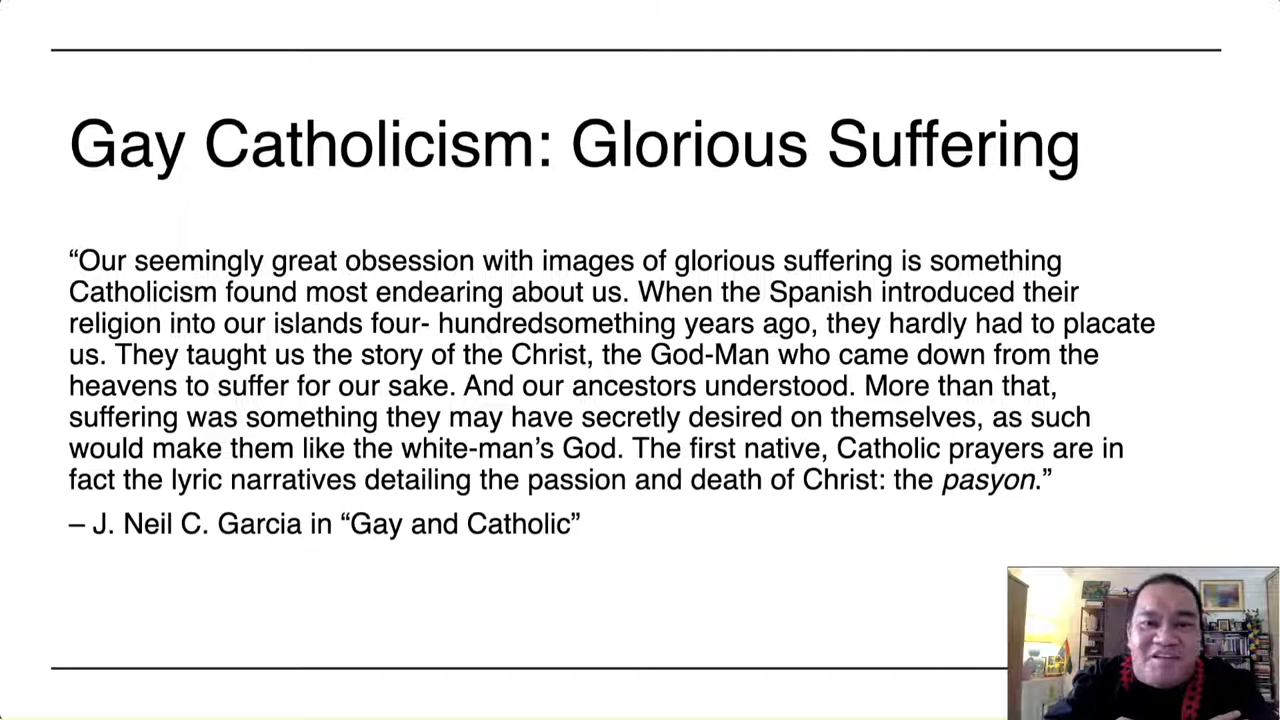 Gay Catholicism: Glorious Suffering
“Our seemingly great obsession with images of glorious suffering is something
Catholicism found most endearing about us. When the Spanish introduced their
religion into our islands four- hundredsomething years ago, they hardly had to placate
us. They taught us the story of the Christ, the God-Man who came down from the
heavens to suffer for our sake. And our ancestors understood. More than that,
suffering was something they may have secretly desired on themselves, as such
would make them like the white-man’s God. The first native, Catholic prayers are in
fact the lyric narratives detailing the passion and death of Christ: the pasyon.”
– J. Neil C. Garcia in “Gay and Catholic”